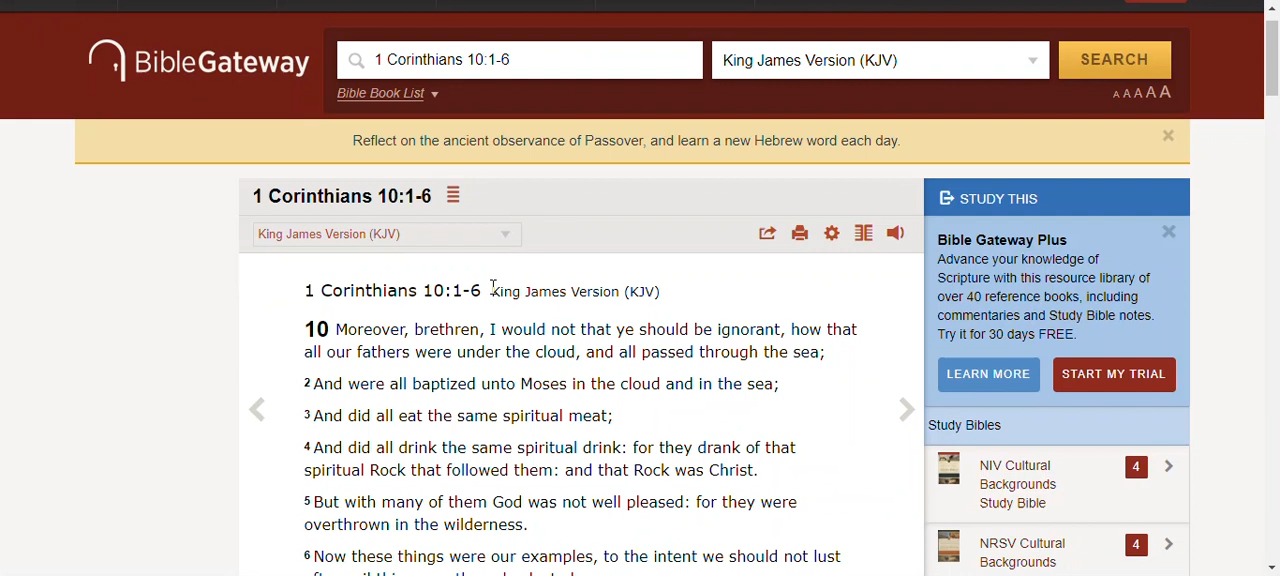 BibleGateway
1 Corinthians 10:1-6
King James Version (KJV)
SEARCH
Bible Book List
A A A A A
Reflect on the ancient observance of Passover, and learn a new Hebrew word each day.
1 Corinthians 10:1-6
King James Version (KJV)
1 Corinthians 10:1-6 King James Version (KJV)
10 Moreover, brethren, I would not that ye should be ignorant, how that
all our fathers were under the cloud, and all passed through the sea;
2 And were all baptized unto Moses in the cloud and in the sea;
3 And did all eat the same spiritual meat;
4 And did all drink the same spiritual drink: for they drank of that
spiritual Rock that followed them: and that Rock was Christ.
5 But with many of them God was not well pleased: for they were
overthrown in the wilderness.
6 Now these things were our examples, to the intent we should not lust
STUDY THIS
Bible Gateway Plus
Advance your knowledge of
Scripture with this resource library of
over 40 reference books, including
commentaries and Study Bible notes.
Try it for 30 days FREE.
LEARN MORE
START MY TRIAL
Study Bibles
NIV Cultural
Backgrounds
Study Bible
4
NRSV Cultural
Backgrounds
4